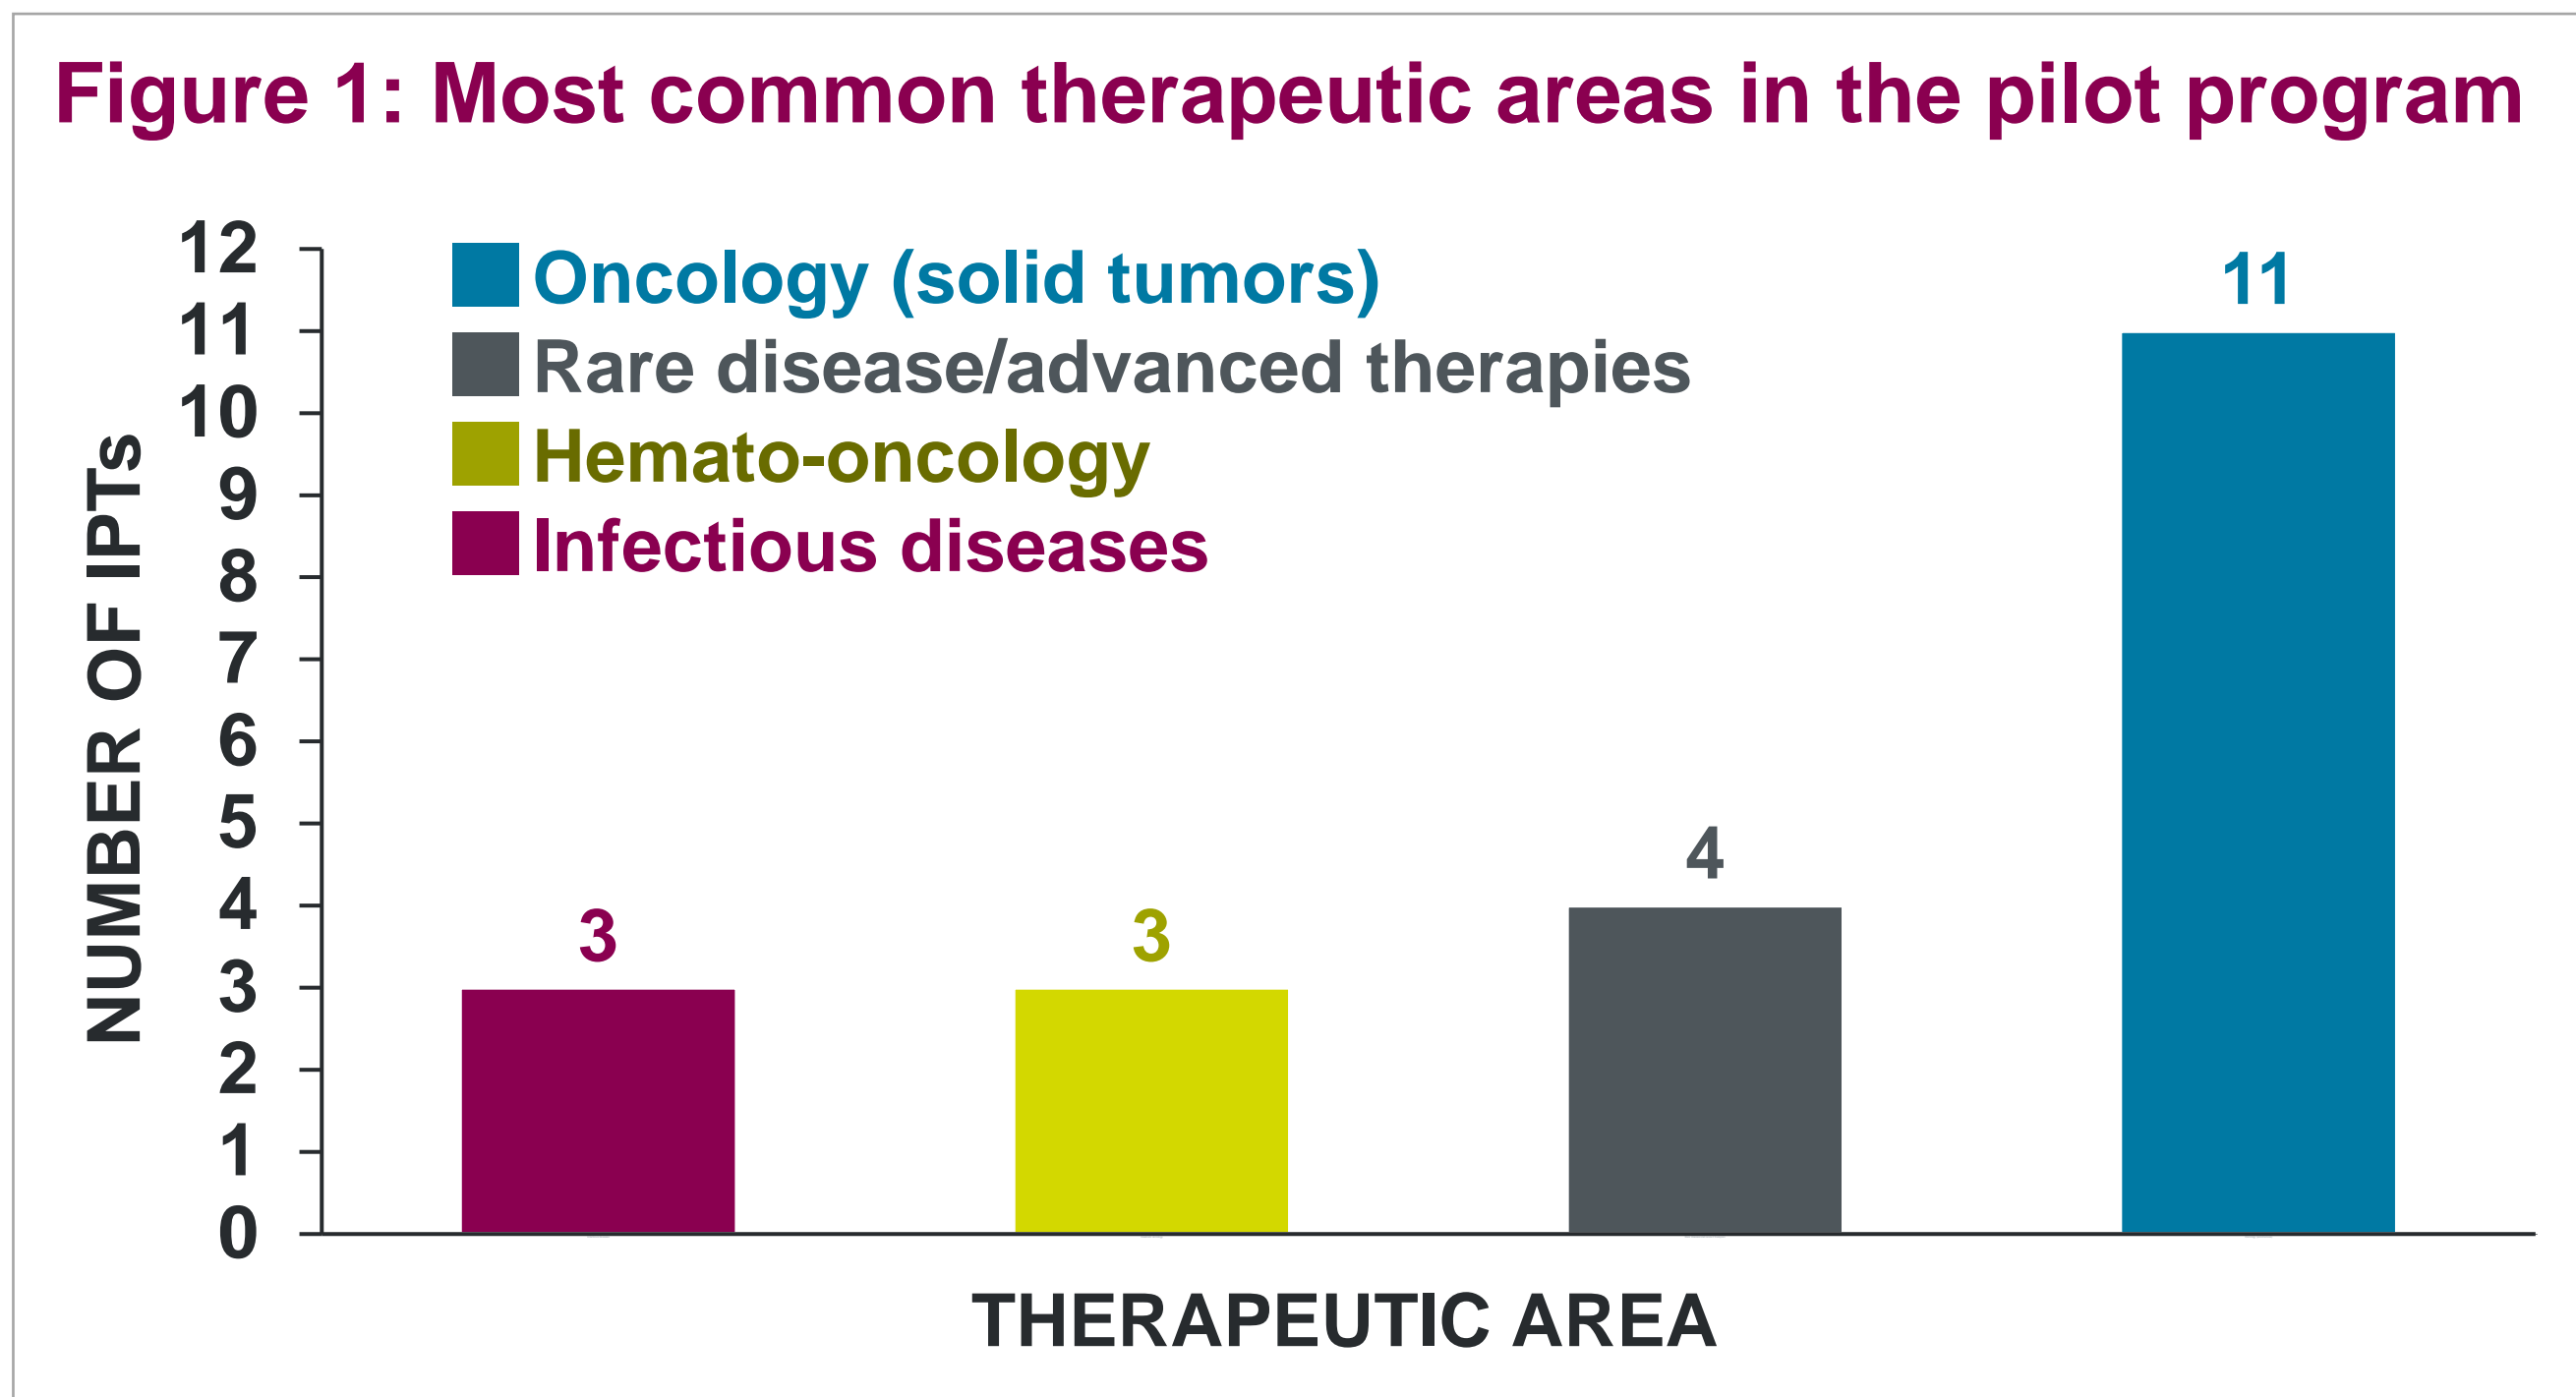 Figure 1: Most common therapeutic areas in the pilot program
12
11
10
9
8
7
6
5
4
3
2
1
0
NUMBER OF IPTs
Oncology (solid tumors)
Rare disease/advanced therapies
Hemato-oncology
Infectious diseases
3
3
4
11
THERAPEUTIC AREA